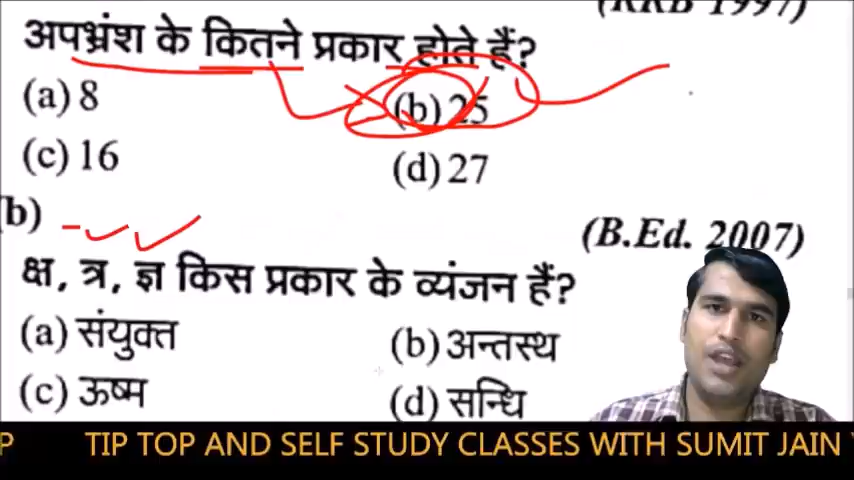 (RRB 1997)
अपभ्रंश के कितने प्रकार होते हैं?
(a) 8 (b) 25
(c) 16 (d) 27
(b)
(B.Ed. 2007)
क्ष, त्र, ज्ञ किस प्रकार के व्यंजन हैं?
(a) संयुक्त (b) अन्तस्थ
(c) ऊष्म (d) सन्धि
P TIP TOP AND SELF STUDY CLASSES WITH SUMIT JAIN